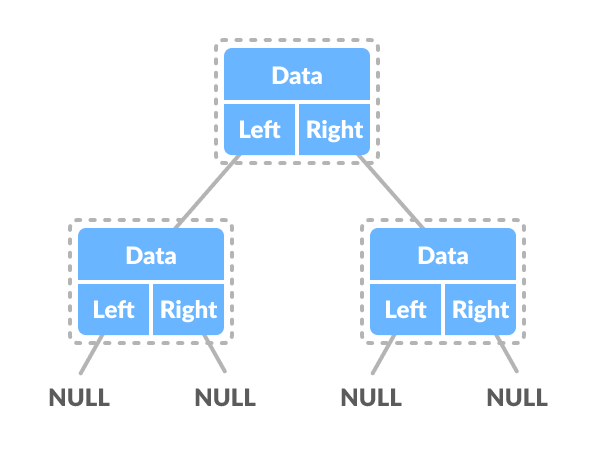 Data
Left Right
Data Data
Left Right Left Right
NULL NULL NULL NULL